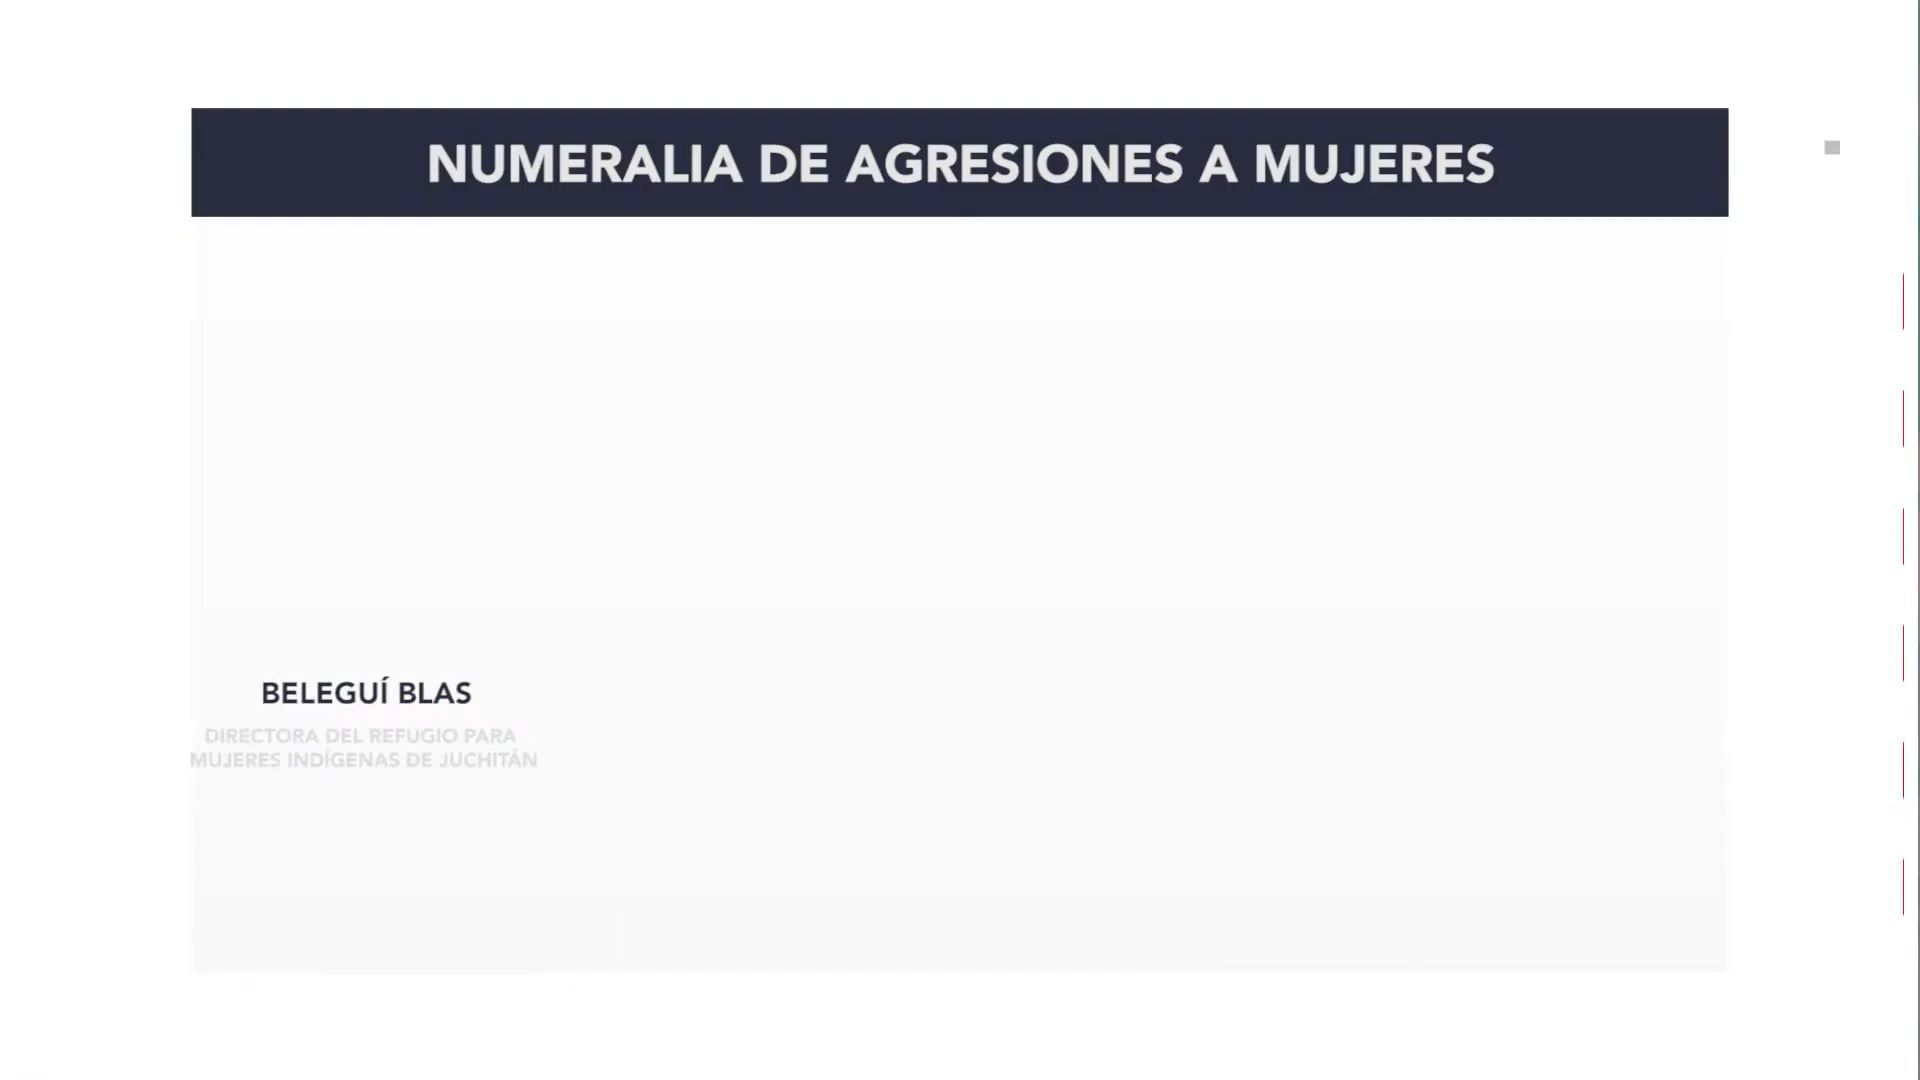 NUMERALIA DE AGRESIONES A MUJERES
BELEGUÍ BLAS
DIRECTORA DEL REFUGIO PARA
MUJERES INDÍGENAS DE JUCHITÁN